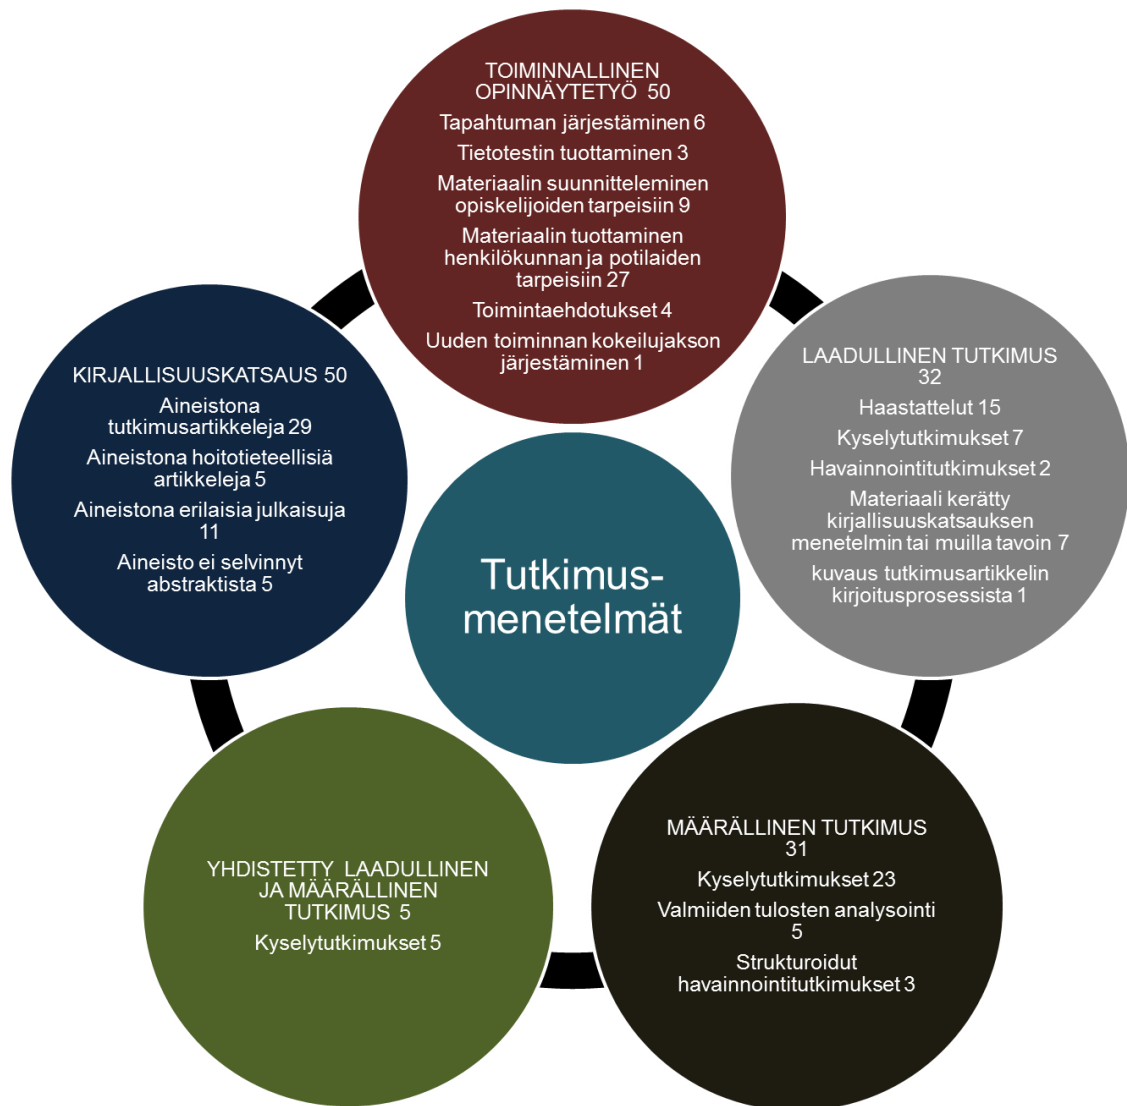 TOIMINNALLINEN
OPINNÄYTETYÖ 50
Tapahtuman järjestäminen 6
Tietotestin tuottaminen 3
Materiaalin suunnitteleminen
opiskelijoiden tarpeisiin 9
Materiaalin tuottaminen
henkilökunnan ja potilaiden
tarpeisiin 27
Toimintaehdotukset 4
Uuden toiminnan kokeilujakson
järjestäminen 1
LAADULLINEN TUTKIMUS
32
Haastattelut 15
Kyselytutkimukset 7
Havainnointitutkimukset 2
Materiaali kerätty
kirjallisuuskatsauksen
menetelmin tai muilla tavoin 7
kuvaus tutkimusartikkelin
kirjoitusprosessista 1
MÄÄRÄLLINEN TUTKIMUS
31
Kyselytutkimukset 23
Valmiiden tulosten analysointi
5
Strukturoidut
havainnointitutkimukset 3
YHDISTETTY LAADULLINEN
JA MÄÄRÄLLINEN
TUTKIMUS 5
Kyselytutkimukset 5
KIRJALLISUUSKATSAUS 50
Aineistona
tutkimusartikkeleja 29
Aineistona hoitotieteellisiä
artikkeleja 5
Aineistona erilaisia julkaisuja
11
Aineisto ei selvinnyt
abstraktista 5
Tutkimus-
menetelmät